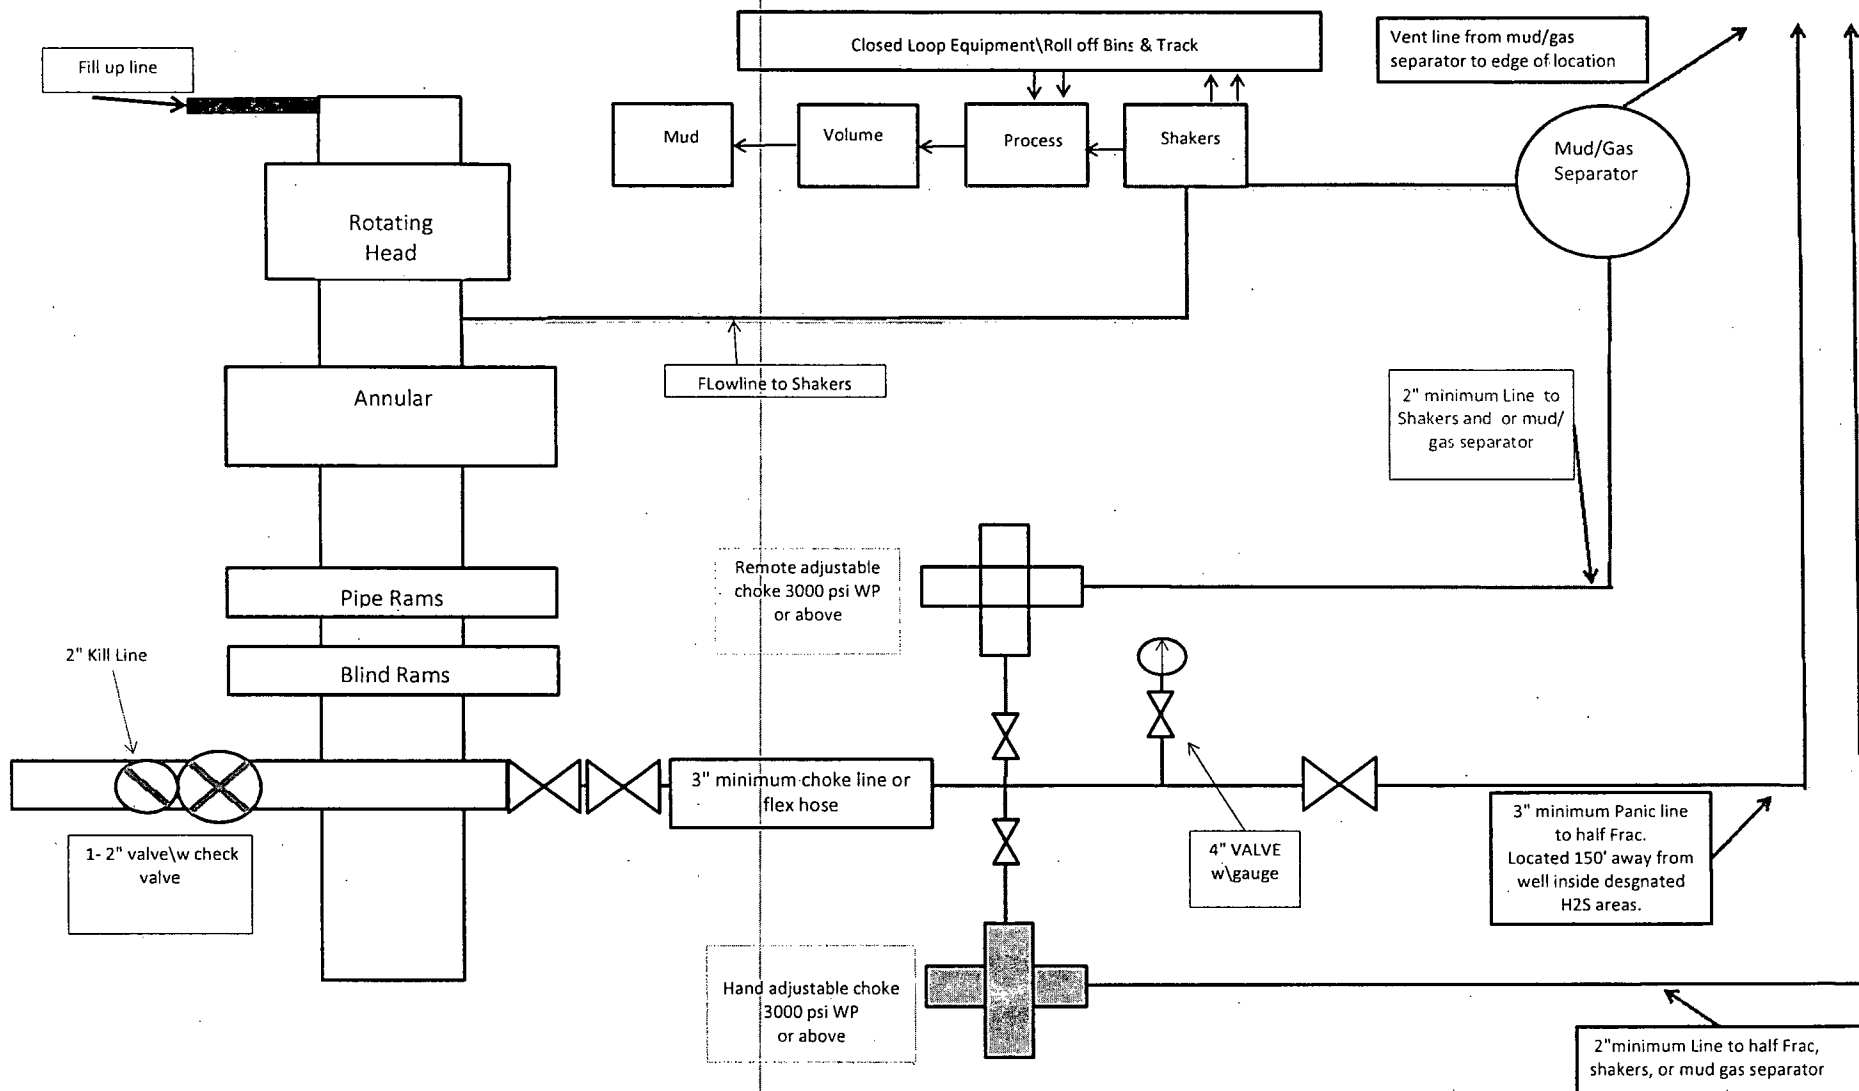 Closed Loop Equipment\Roll off Bins & Track
Vent line from mud/gas
separator to edge of location
Fill up line
Mud
Volume
Process
Shakers
Mud/Gas
Separator
Rotating
Head
FLowline to Shakers
Annular
2" minimum Line to
Shakers and or mud/
gas separator
Remote adjustable
choke 3000 psi WP
or above
Pipe Rams
2" Kill Line
Blind Rams
3" minimum choke line or
flex hose
1- 2" valve\w check
valve
4" VALVE
w\gauge
3" minimum Panic line
to half Frac.
Located 150' away from
well inside desgnated
H2S areas.
Hand adjustable choke
3000 psi WP
or above
2"minimum Line to half Frac,
shakers, or mud gas separator